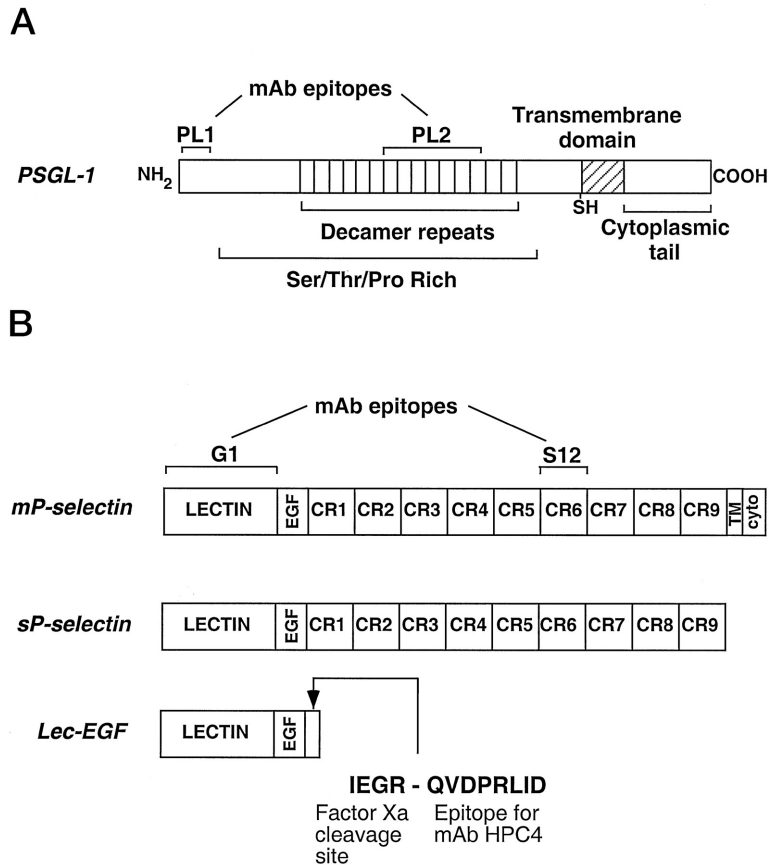 A
mAb epitopes
PL1
PL2
Transmembrane
domain
PSGL-1
NH2
COOH
SH
Decamer repeats
Cytoplasmic
tail
Ser/Thr/Pro Rich
B
mAb epitopes
G1
S12
mP-selectin
LECTIN EGF CR1 CR2 CR3 CR4 CR5 CR6 CR7 CR8 CR9 TM cyto
sP-selectin
LECTIN EGF CR1 CR2 CR3 CR4 CR5 CR6 CR7 CR8 CR9
Lec-EGF
LECTIN EGF
IEGR - QVDPRLID
Factor Xa
cleavage
site
Epitope for
mAb HPC4